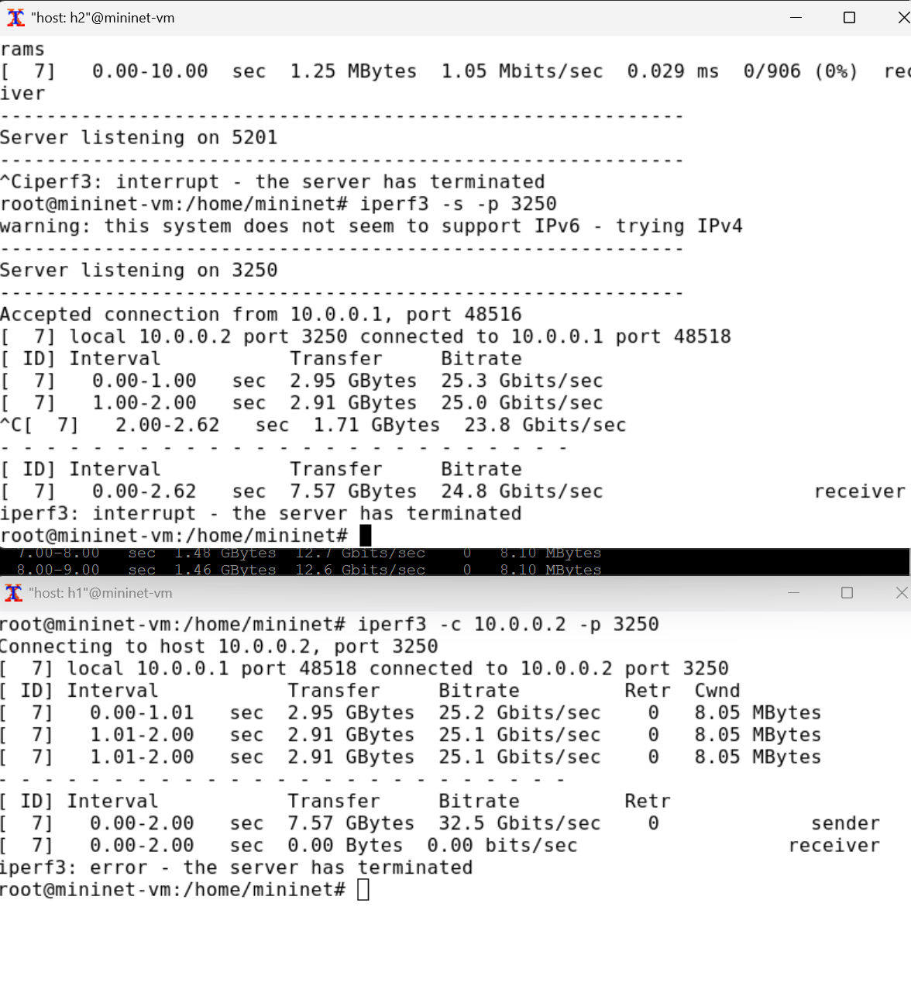 "host: h2"@mininet-vm
rams
[  7]   0.00-10.00  sec  1.25 MBytes  1.05 Mbits/sec  0.029 ms  0/906 (0%)  rec
iver
-----------------------------------------------------------
Server listening on 5201
-----------------------------------------------------------
^Ciperf3: interrupt - the server has terminated
root@mininet-vm:/home/mininet# iperf3 -s -p 3250
warning: this system does not seem to support IPv6 - trying IPv4
-----------------------------------------------------------
Server listening on 3250
-----------------------------------------------------------
Accepted connection from 10.0.0.1, port 48516
[  7] local 10.0.0.2 port 3250 connected to 10.0.0.1 port 48518
[ ID] Interval           Transfer     Bitrate
[  7]   0.00-1.00   sec  2.95 GBytes  25.3 Gbits/sec
[  7]   1.00-2.00   sec  2.91 GBytes  25.0 Gbits/sec
^C[  7]   2.00-2.62   sec  1.71 GBytes  23.8 Gbits/sec
- - - - - - - - - - - - - - - - - - - - - - - - -
[ ID] Interval           Transfer     Bitrate
[  7]   0.00-2.62   sec  7.57 GBytes  24.8 Gbits/sec                  receiver
iperf3: interrupt - the server has terminated
root@mininet-vm:/home/mininet#
7.00-8.00   sec  1.48 GBytes  12.7 Gbits/sec    0   8.10 MBytes
8.00-9.00   sec  1.46 GBytes  12.6 Gbits/sec    0   8.10 MBytes
"host: h1"@mininet-vm
root@mininet-vm:/home/mininet# iperf3 -c 10.0.0.2 -p 3250
Connecting to host 10.0.0.2, port 3250
[  7] local 10.0.0.1 port 48518 connected to 10.0.0.2 port 3250
[ ID] Interval           Transfer     Bitrate         Retr  Cwnd
[  7]   0.00-1.01   sec  2.95 GBytes  25.2 Gbits/sec    0   8.05 MBytes
[  7]   1.01-2.00   sec  2.91 GBytes  25.1 Gbits/sec    0   8.05 MBytes
[  7]   1.01-2.00   sec  2.91 GBytes  25.1 Gbits/sec    0   8.05 MBytes
- - - - - - - - - - - - - - - - - - - - - - - - -
[ ID] Interval           Transfer     Bitrate         Retr
[  7]   0.00-2.00   sec  7.57 GBytes  32.5 Gbits/sec    0             sender
[  7]   0.00-2.00   sec  0.00 Bytes  0.00 bits/sec                  receiver
iperf3: error - the server has terminated
root@mininet-vm:/home/mininet#